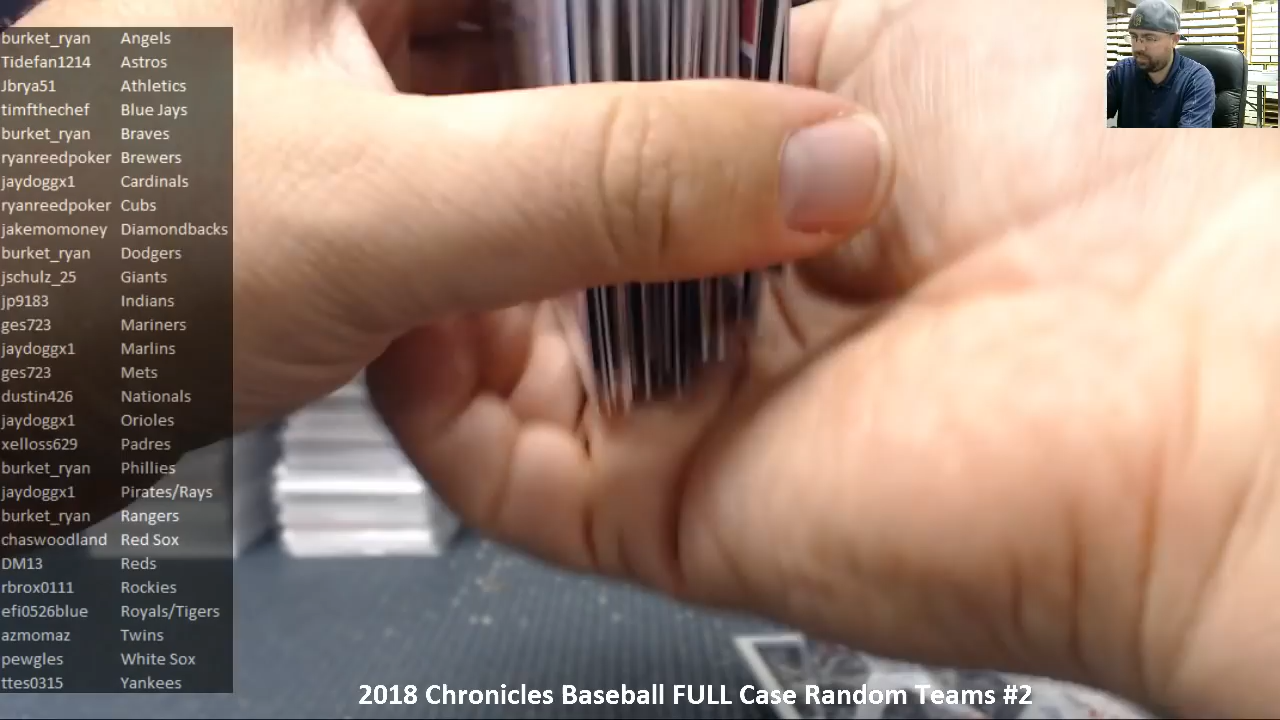 burket_ryan Angels
Tidefan1214 Astros
Jbrya51 Athletics
timfthechef Blue Jays
burket_ryan Braves
ryanreedpoker Brewers
jaydoggx1 Cardinals
ryanreedpoker Cubs
jakemomoney Diamondbacks
burket_ryan Dodgers
jschulz_25 Giants
jp9183 Indians
ges723 Mariners
jaydoggx1 Marlins
ges723 Mets
dustin426 Nationals
jaydoggx1 Orioles
xelloss629 Padres
burket_ryan Phillies
jaydoggx1 Pirates/Rays
burket_ryan Rangers
chaswoodland Red Sox
DM13 Reds
rbrox0111 Rockies
efi0526blue Royals/Tigers
azmomaz Twins
pewgles White Sox
ttes0315 Yankees
2018 Chronicles Baseball FULL Case Random Teams #2